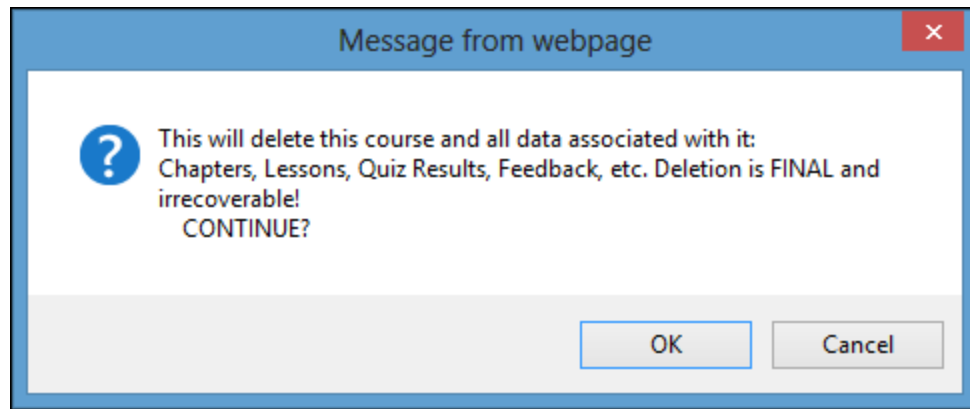 Message from webpage
This will delete this course and all data associated with it:
Chapters, Lessons, Quiz Results, Feedback, etc. Deletion is FINAL and
irrecoverable!
CONTINUE?
OK Cancel